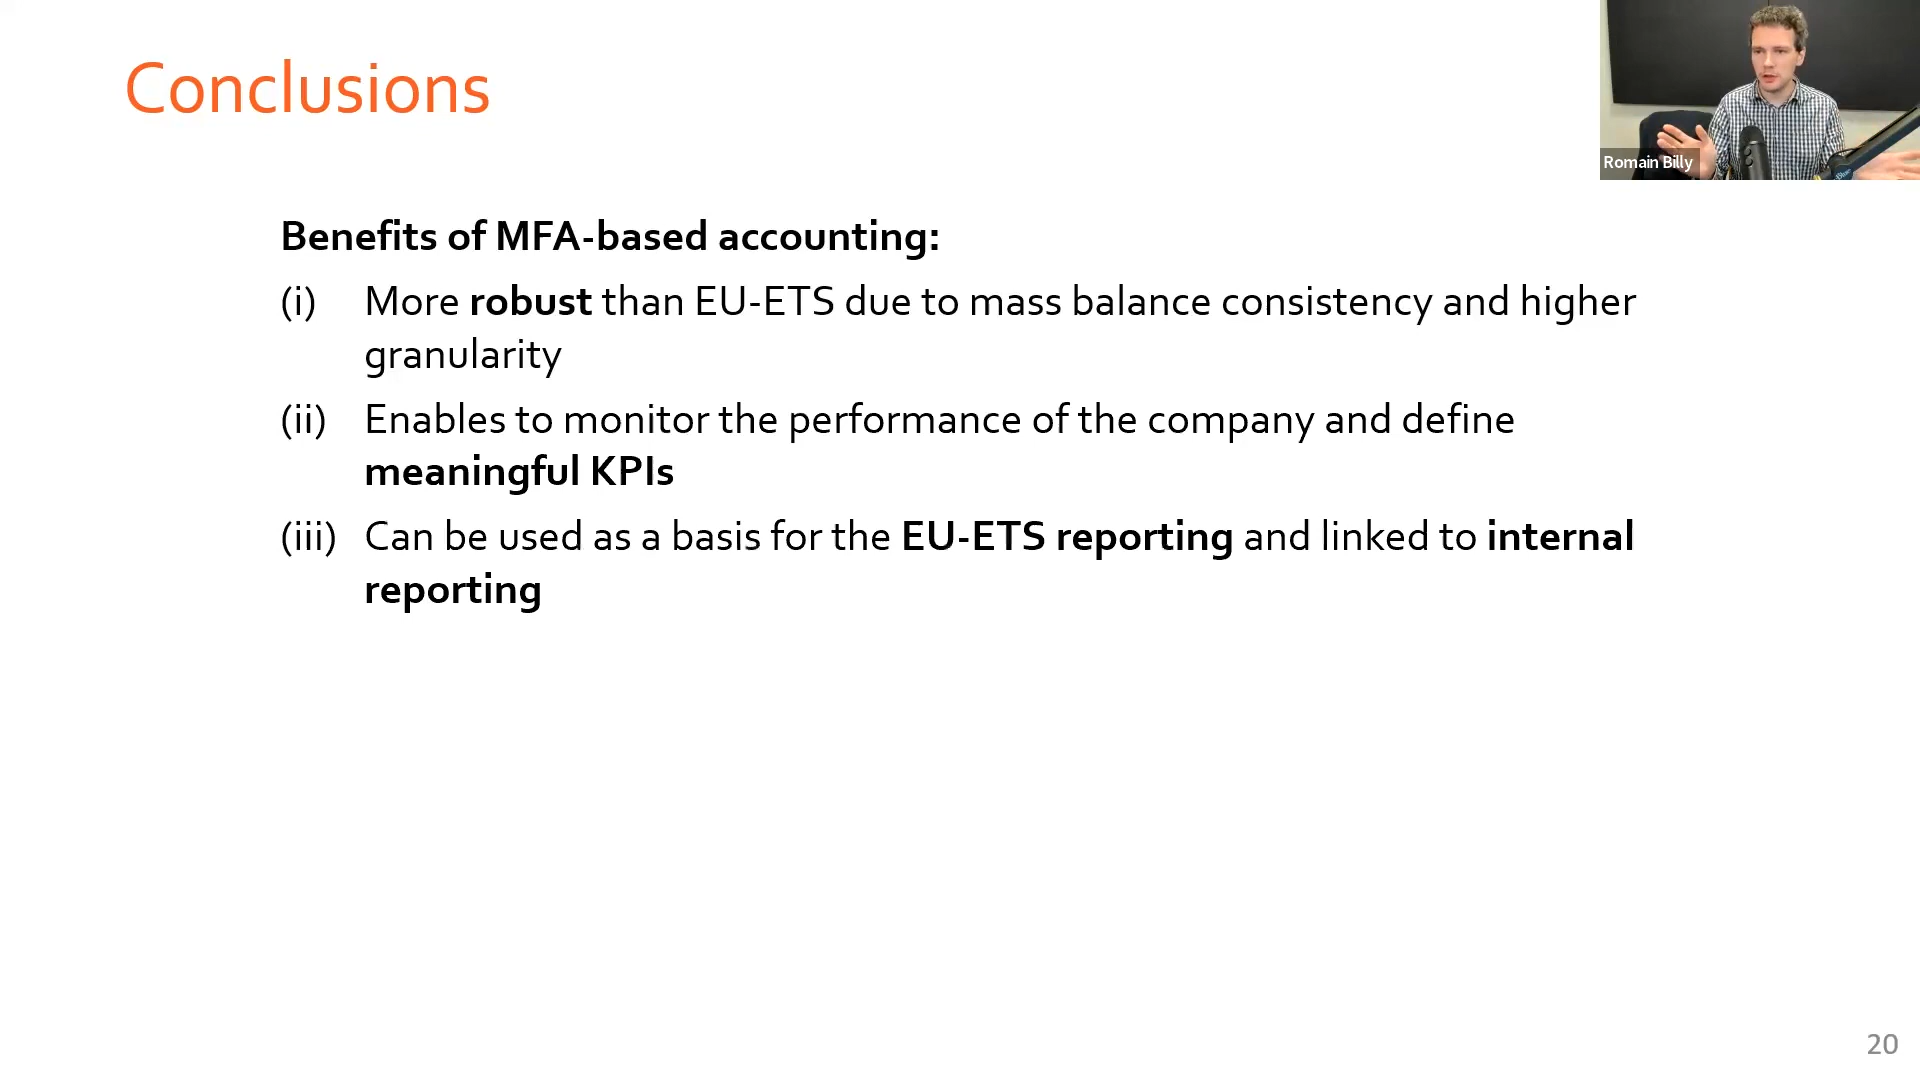 Conclusions
Romain Billy
Benefits of MFA-based accounting:
(i) More robust than EU-ETS due to mass balance consistency and higher
granularity
(ii) Enables to monitor the performance of the company and define
meaningful KPIs
(iii) Can be used as a basis for the EU-ETS reporting and linked to internal
reporting
20